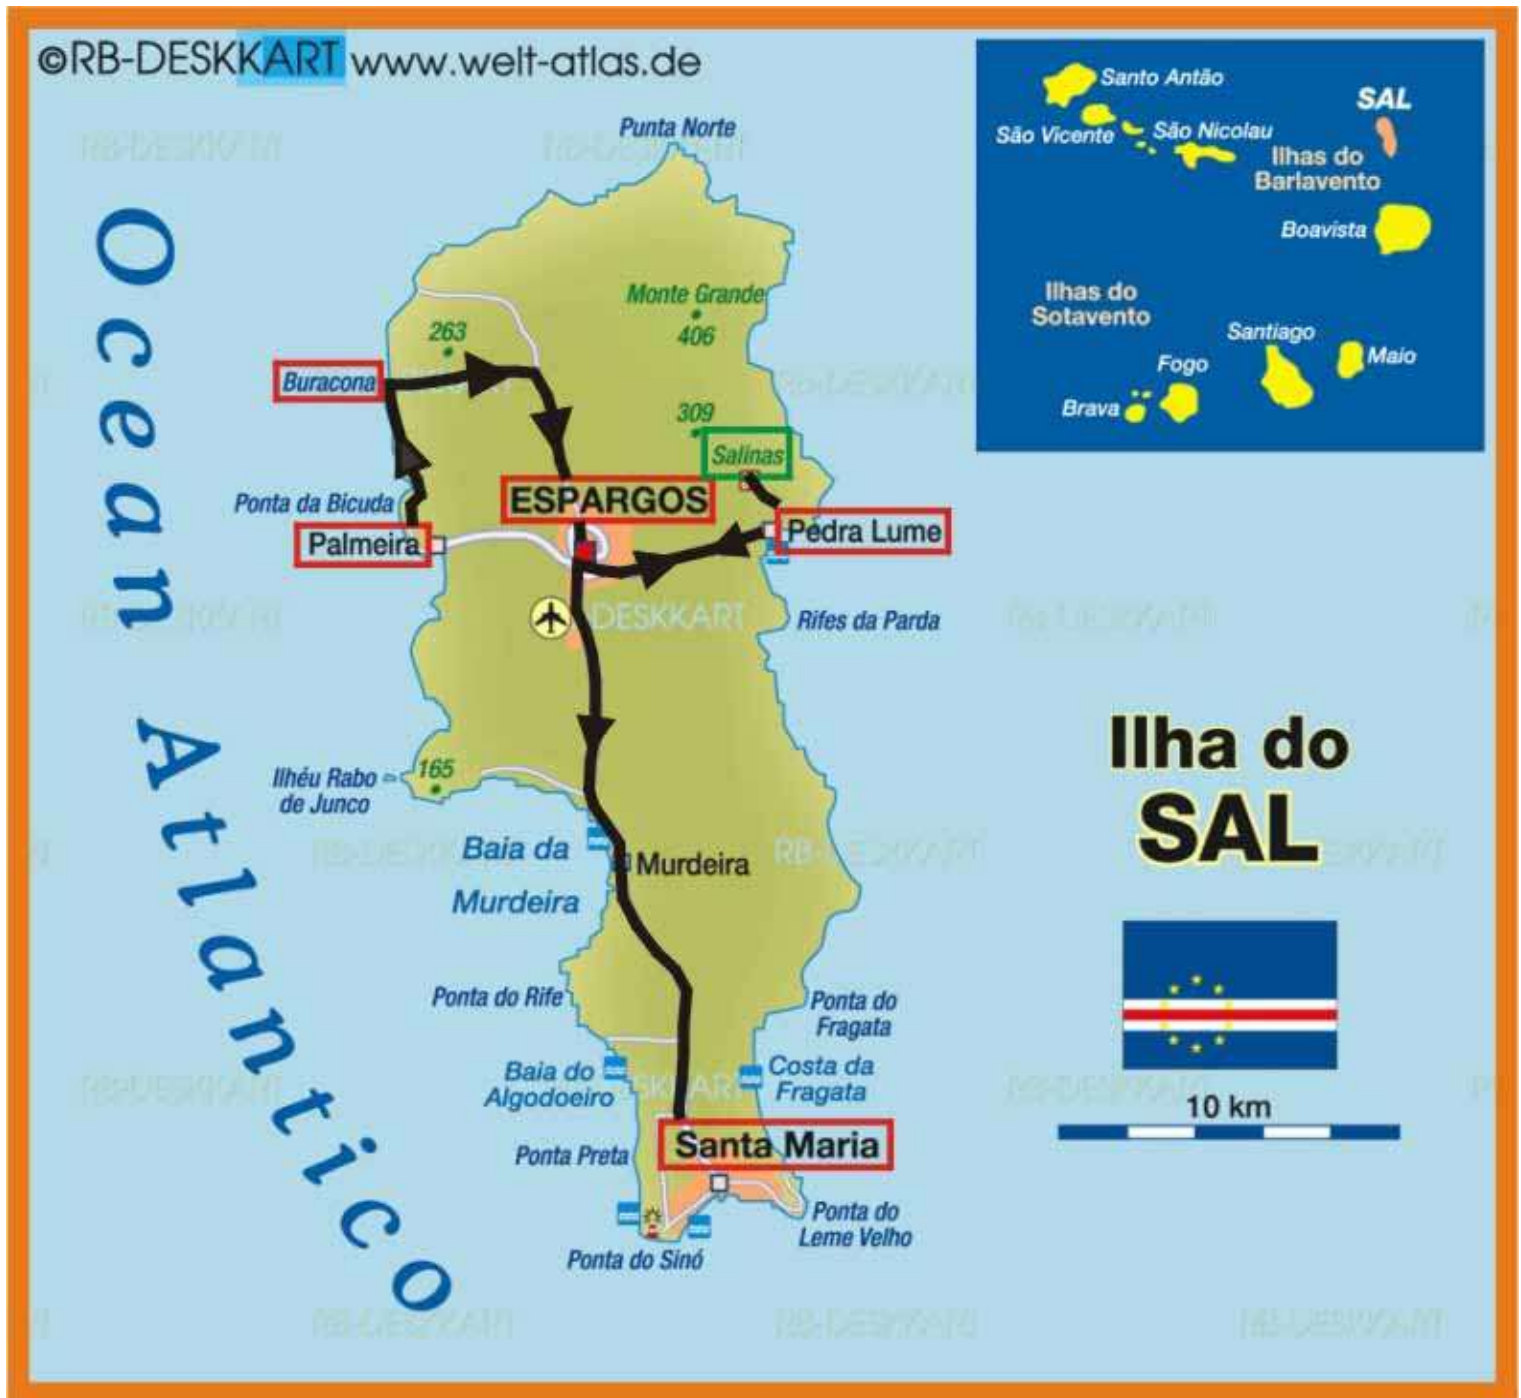 ©RB-DESKKART www.welt-atlas.de
Punta Norte
Santo Antão
SAL
São Vicente
São Nicolau
Ilhas do
Barlavento
Boavista
Ilhas do
Sotavento
Santiago
Maio
Fogo
Brava
Ocean Atlantico
Monte Grande
406
263
Buracona
309
Salinas
Ponta da Bicuda
ESPARGOS
Palmeira
Pedra Lume
DESKKART
Rifes da Parda
Ilha do
SAL
Ilhéu Rabo
de Junco
165
Baia da
Murdeira
Murdeira
Ponta do Rife
Ponta do
Fragata
Baia do
Algodoeiro
Costa da
Fragata
10 km
Ponta Preta
Santa Maria
Ponta do
Leme Velho
Ponta do Sinó